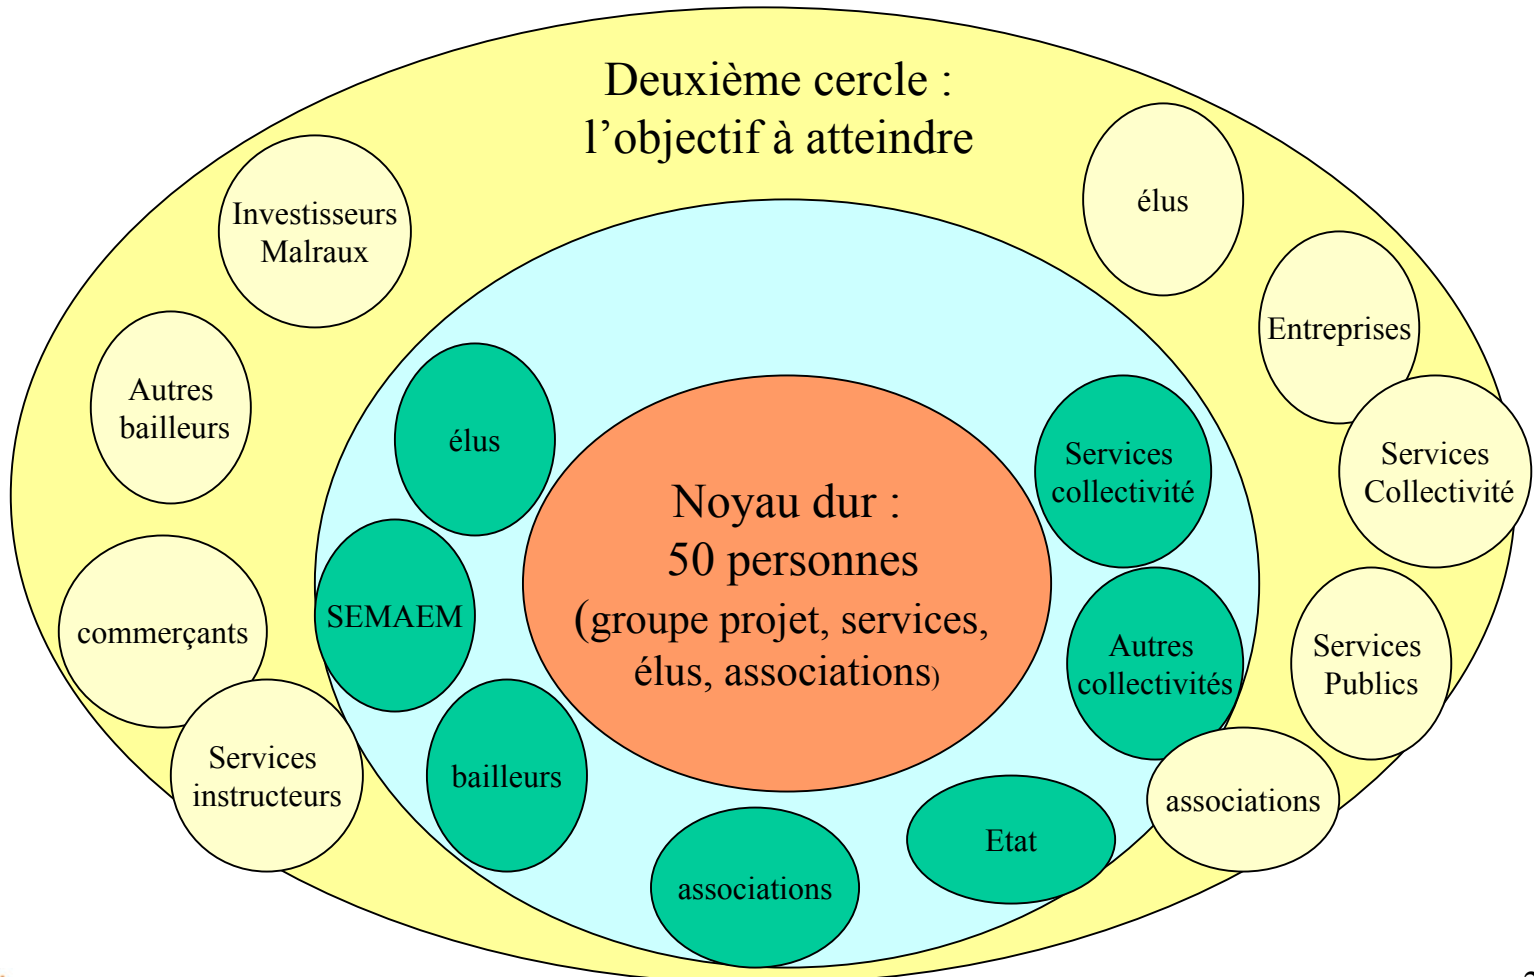 Deuxième cercle :
l’objectif à atteindre
Investisseurs
Malraux
élus
Entreprises
Autres
bailleurs
élus
Services
collectivité
Services
Collectivité
Noyau dur :
50 personnes
(groupe projet, services,
élus, associations)
SEMAEM
commerçants
Autres
collectivités
Services
Publics
Services
instructeurs
bailleurs
associations
Etat
associations